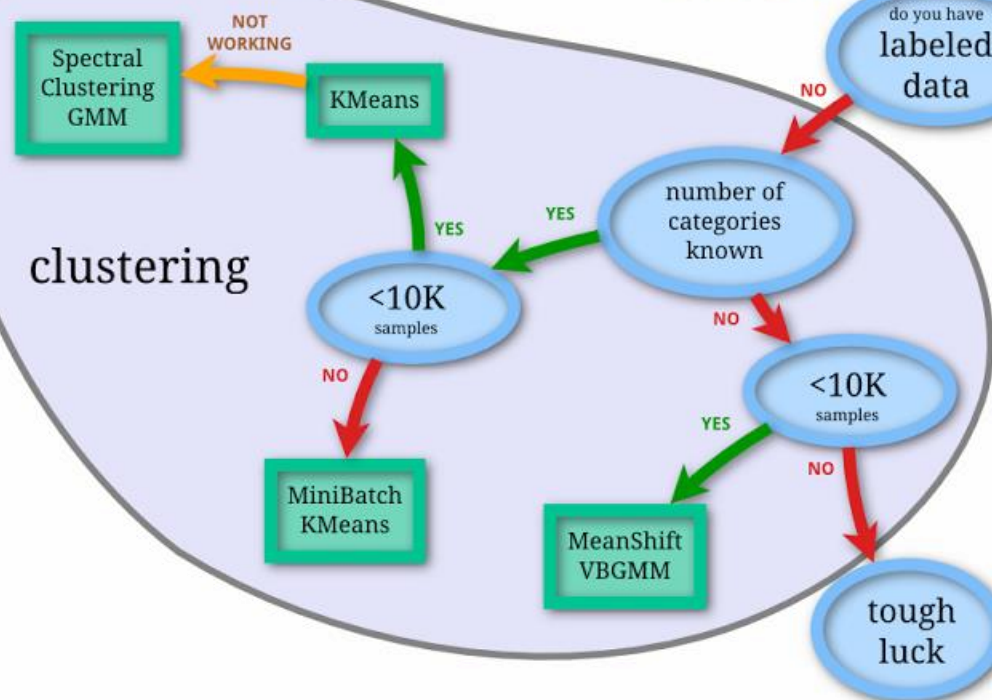 do you have
labeled
data
NO
number of
categories
known
YES
<10K
samples
YES
KMeans
NOT
WORKING
Spectral
Clustering
GMM
clustering
NO
MiniBatch
KMeans
NO
<10K
samples
YES
MeanShift
VBGMM
NO
tough
luck